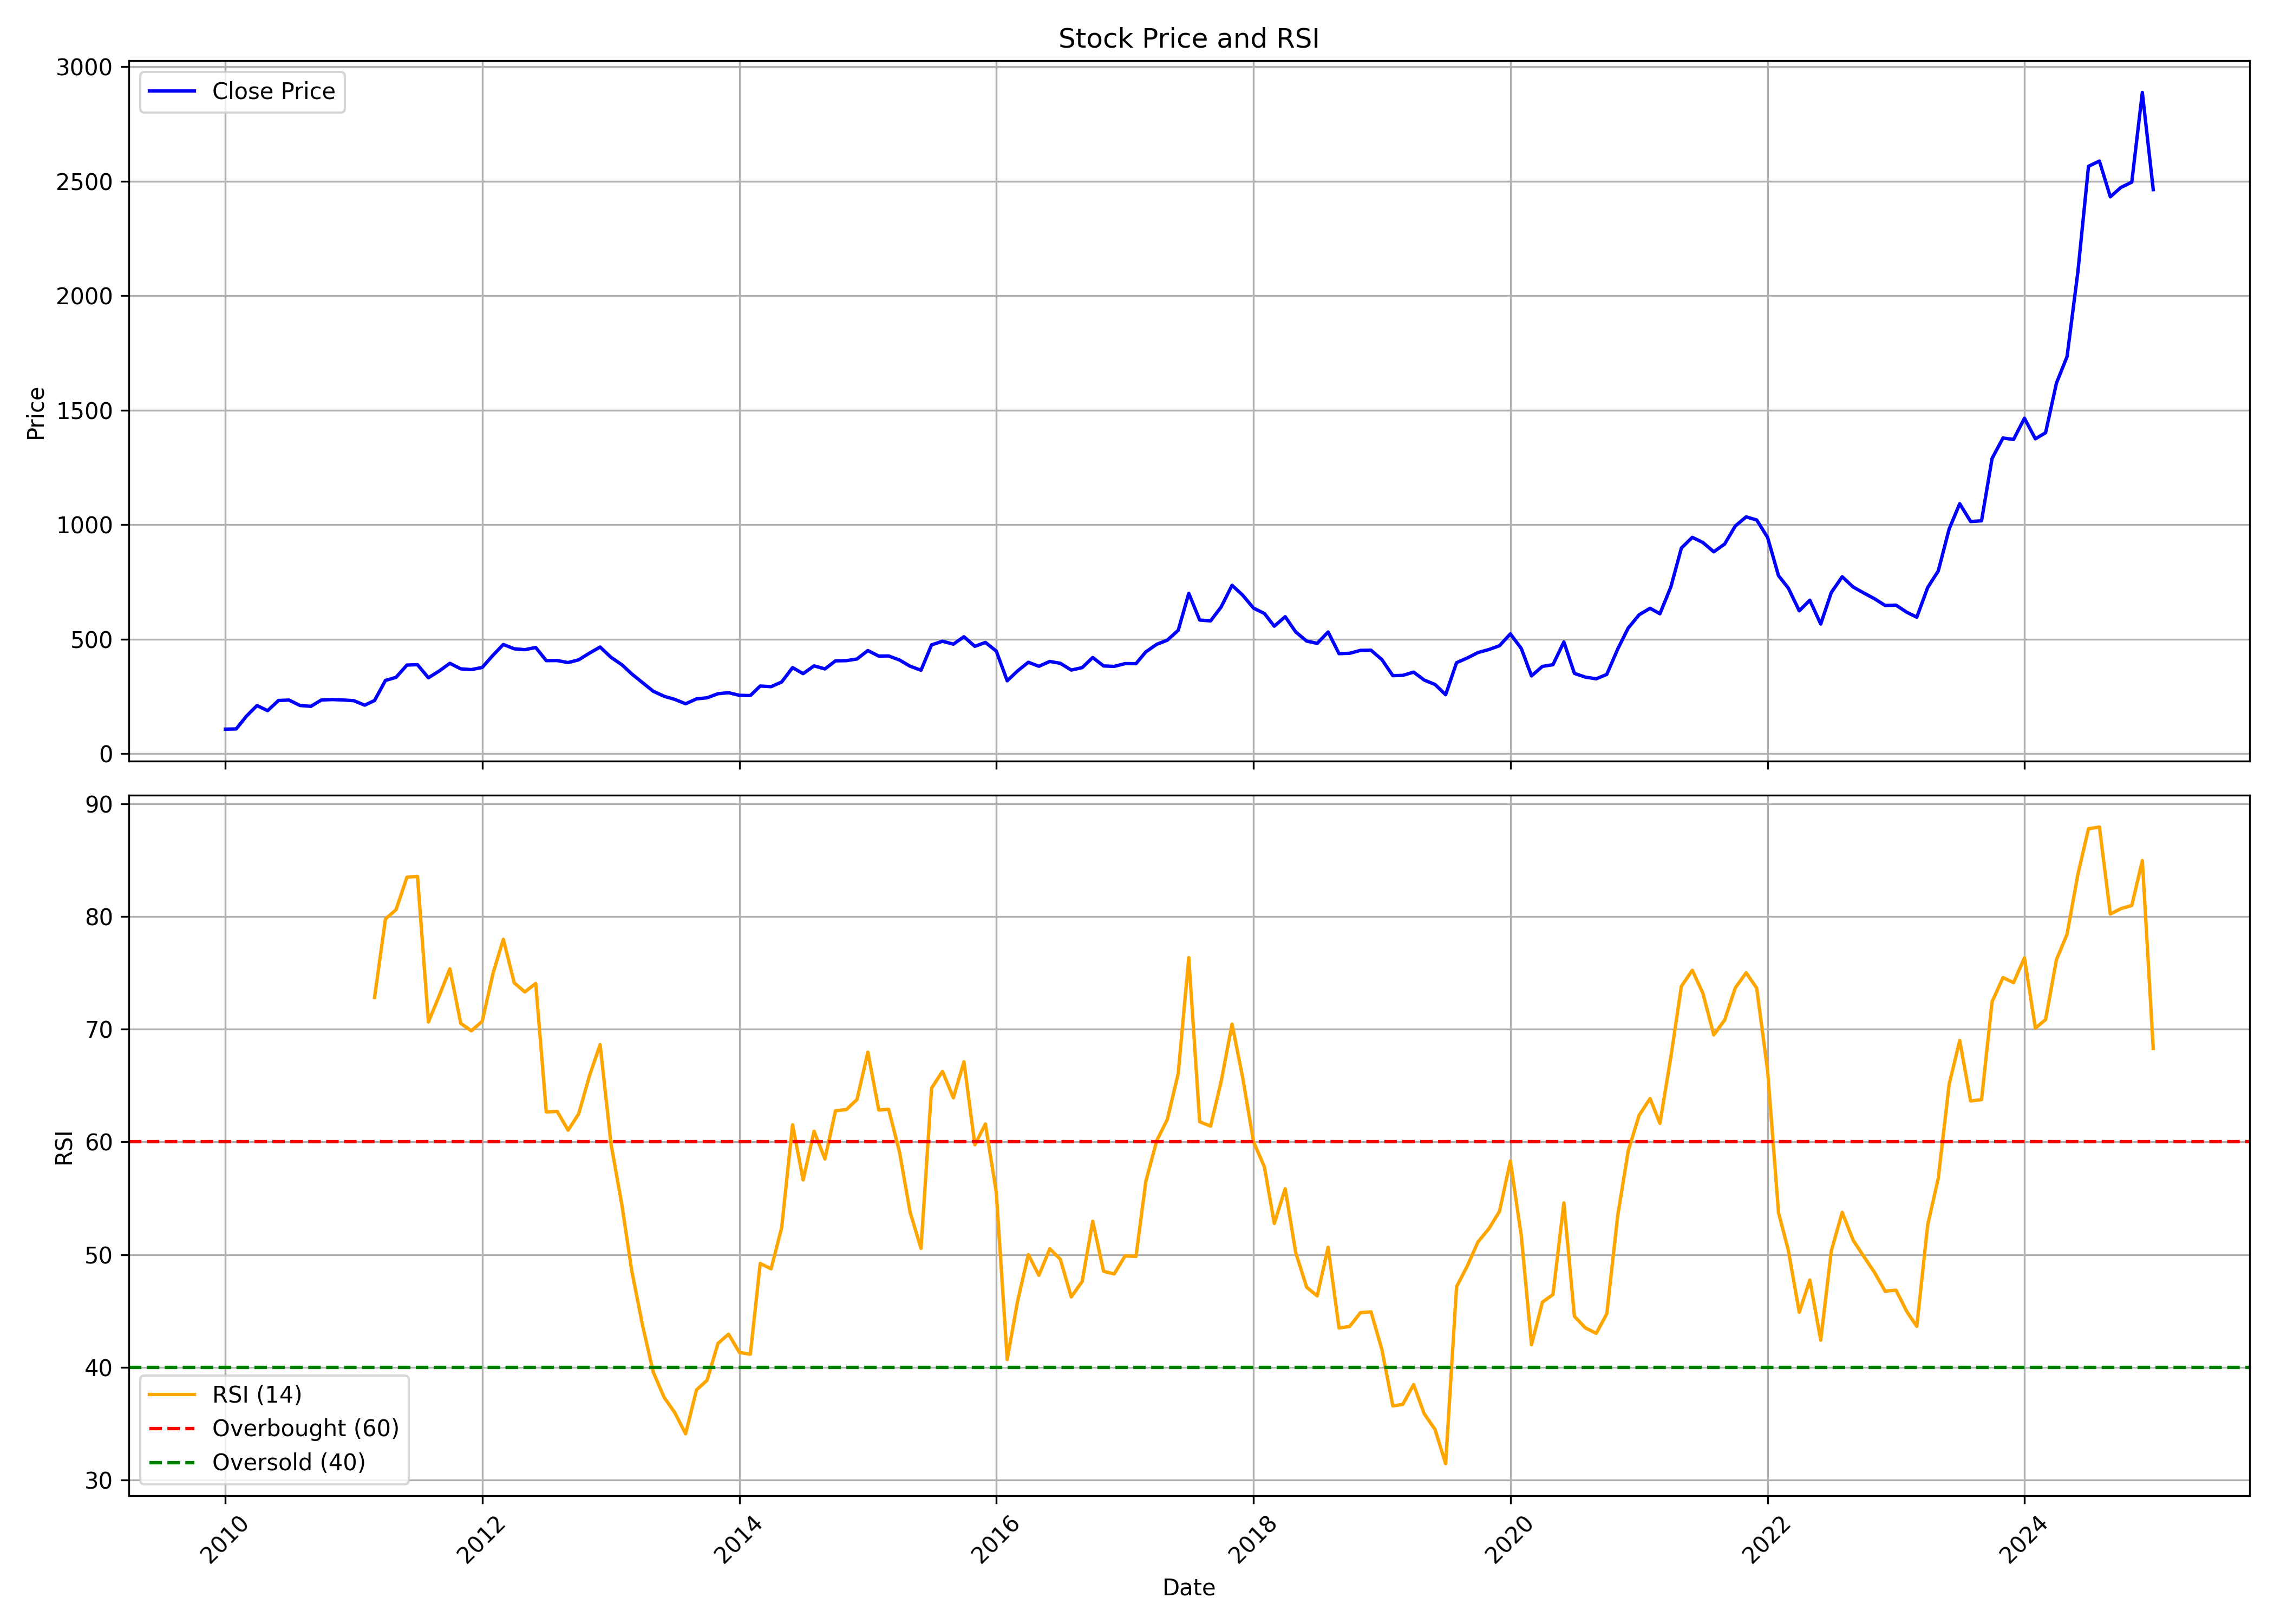 Stock Price and RSI
3000
2500
2000
1500
1000
500
0
Price
Close Price
90
80
70
60
50
40
30
RSI
RSI (14)
Overbought (60)
Oversold (40)
2010
2012
2014
2016
2018
2020
2022
2024
Date